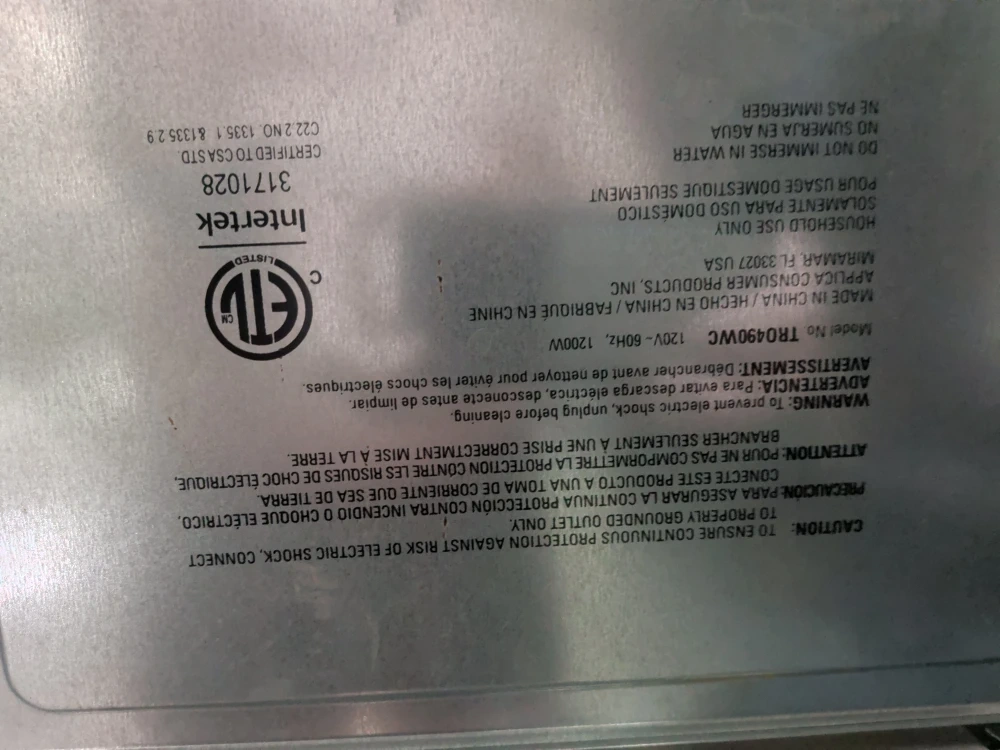 CAUTION: TO ENSURE CONTINUOUS PROTECTION AGAINST RISK OF ELECTRIC SHOCK, CONNECT
TO PROPERLY GROUNDED OUTLET ONLY.
PRECAUCIÓN: PARA ASEGURAR LA CONTINUA PROTECCIÓN CONTRA INCENDIO O CHOQUE ELÉCTRICO,
CONECTE ESTE PRODUCTO A UNA TOMA DE CORRIENTE QUE SEA DE TIERRA.
ATTENTION: POUR NE PAS COMPORMETTRE LA PROTECTION CONTRE LES RISQUES DE CHOC ÉLECTRIQUE,
BRANCHER SEULEMENT À UNE PRISE CORRECTMENT MISE À LA TERRE.
WARNING: To prevent electric shock, unplug before cleaning.
ADVERTENCIA: Para evitar descarga eléctrica, desconecte antes de limpiar.
AVERTISSEMENT: Débrancher avant de nettoyer pour éviter les chocs électriques.
Model No TRO490WC 120V~60Hz, 1200W
MADE IN CHINA / HECHO EN CHINA / FABRIQUÉ EN CHINE
APPLICA CONSUMER PRODUCTS, INC
MIRAMAR, FL 33027 USA
HOUSEHOLD USE ONLY
SOLAMENTE PARA USO DOMÉSTICO
POUR USAGE DOMESTIQUE SEULEMENT
DO NOT IMMERSE IN WATER
NO SUMERJA EN AGUA
NE PAS IMMERGER
C ETL CM
LISTED
Intertek
3171028
CERTIFIED TO CSA STD.
C22.2 NO. 1335.1 & 1335.2.9